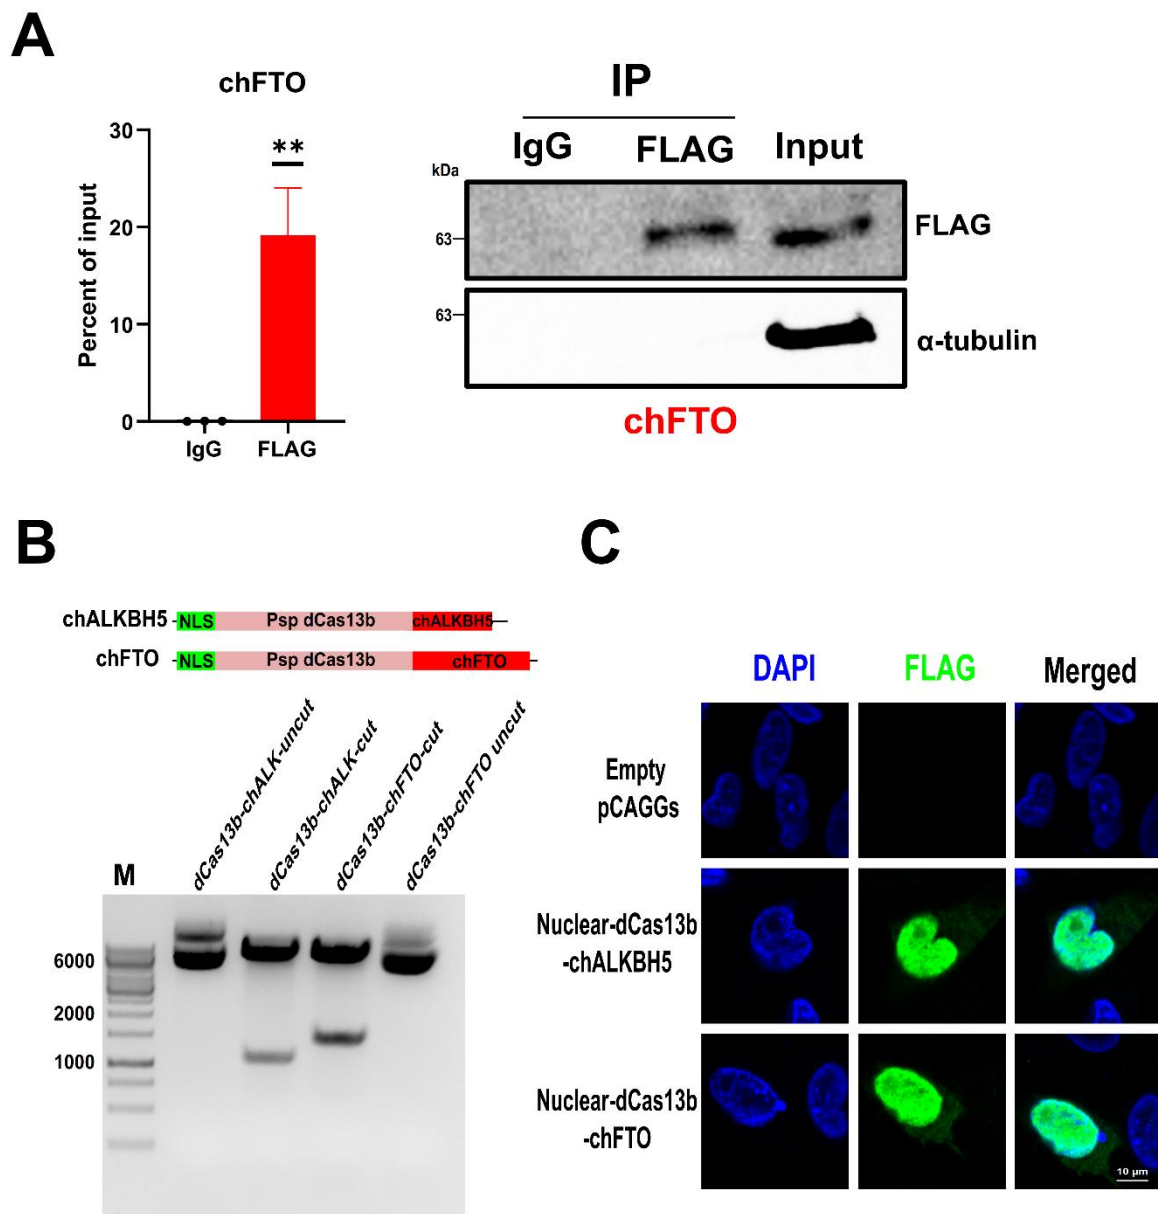 A
chFTO
30
20
10
0
Percent of input
**
IgG
FLAG
IP
IgG
FLAG
Input
kDa
63
FLAG
63
α-tubulin
chFTO
B
chALKBH5
NLS
Psp dCas13b
chALKBH5
chFTO
NLS
Psp dCas13b
chFTO
M
dCas13b-chALK-uncut
dCas13b-chALK-cut
dCas13b-chFTO-cut
dCas13b-chFTO uncut
6000
2000
1000
C
DAPI
FLAG
Merged
Empty
pCAGGs
Nuclear-dCas13b
-chALKBH5
Nuclear-dCas13b
-chFTO
10 μm